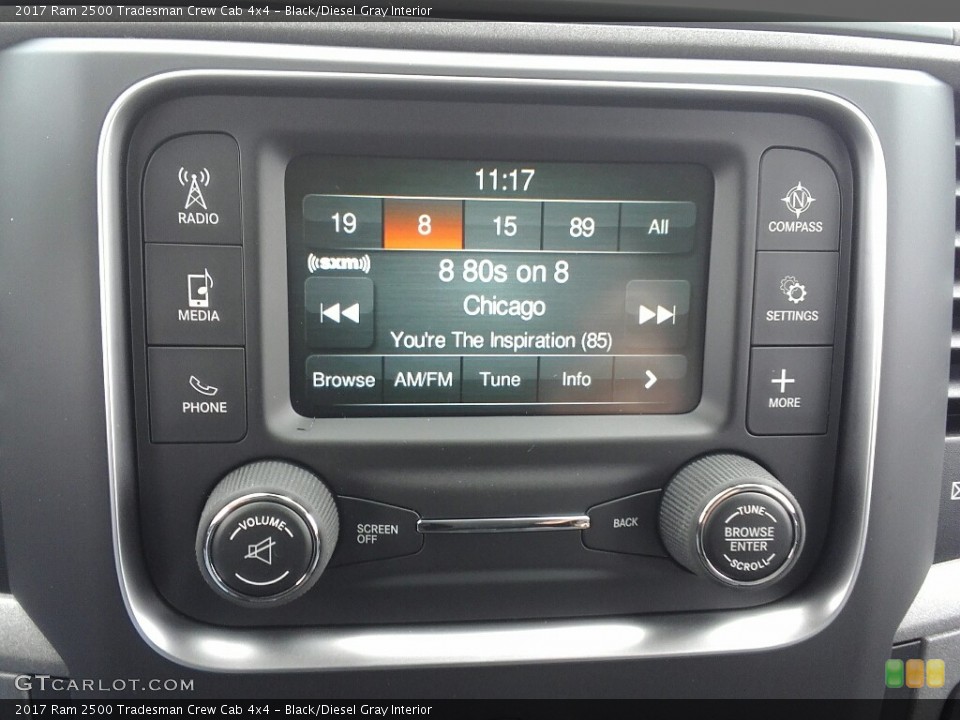 2017 Ram 2500 Tradesman Crew Cab 4x4 - Black/Diesel Gray Interior
11:17
19 8 15 89 All
((sxm))
8 80s on 8
Chicago
You're The Inspiration (85)
Browse AM/FM Tune Info >
RADIO
MEDIA
PHONE
COMPASS
SETTINGS
MORE
VOLUME
SCREEN
OFF
BACK
TUNE
BROWSE
ENTER
SCROLL
GTCARLOT.COM
2017 Ram 2500 Tradesman Crew Cab 4x4 - Black/Diesel Gray Interior